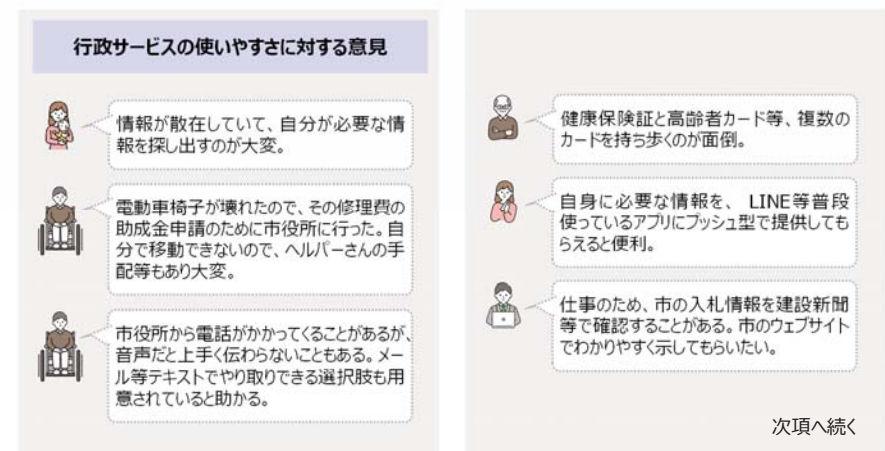 行政サービスの使いやすさに対する意見
情報が散在していて、自分が必要な情
報を探し出すのが大変。
電動車椅子が壊れたので、その修理費の
助成金申請のために市役所に行った。自
分で移動できないので、ヘルパーさんの手
配等もあり大変。
市役所から電話がかかってくることがあるが、
音声だと上手く伝わらないこともある。メー
ル等テキストでやり取りできる選択肢も用
意されていると助かる。
健康保険証と高齢者カード等、複数の
カードを持ち歩くのが面倒。
自身に必要な情報を、 LINE等普段
使っているアプリにプッシュ型で提供しても
らえると便利。
仕事のため、市の入札情報を建設新聞
等で確認することがある。市のウェブサイト
でわかりやすく示してもらいたい。
次項へ続く